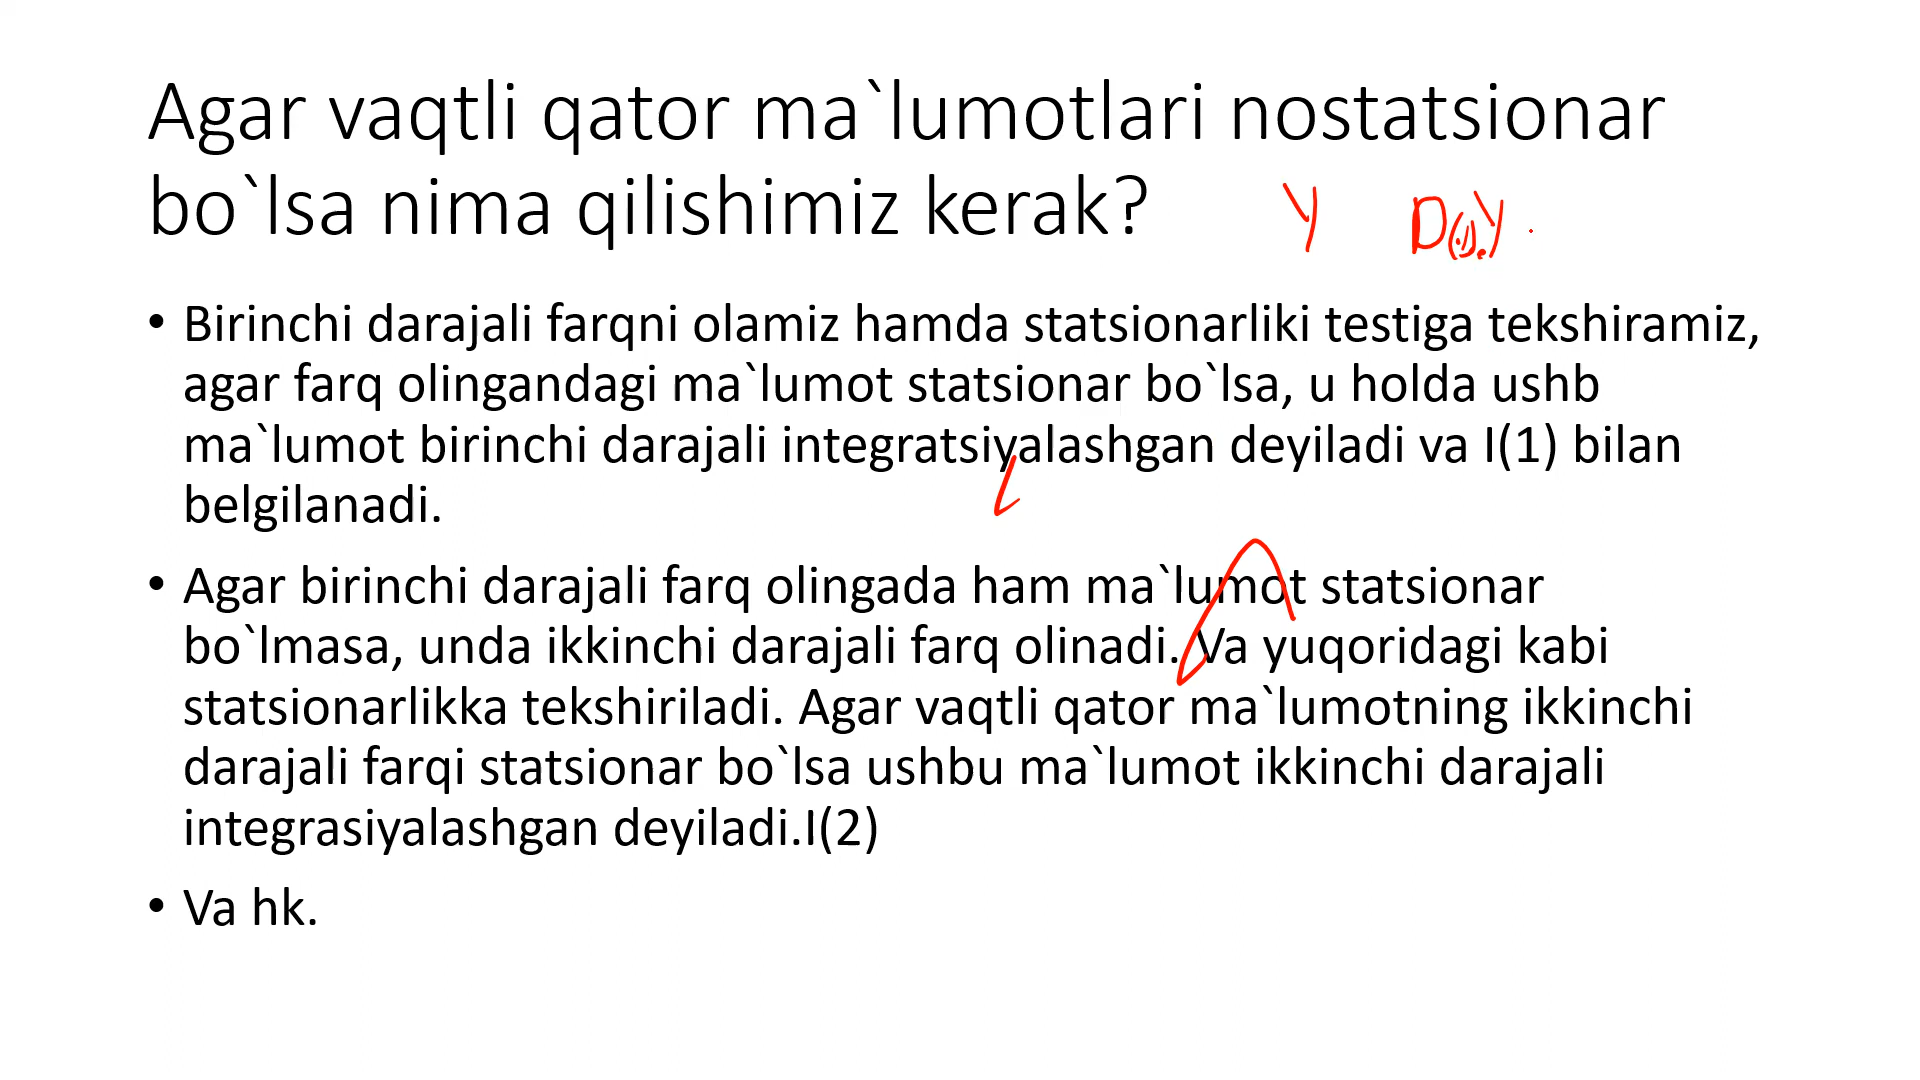 Agar vaqtli qator ma`lumotlari nostatsionar
bo`lsa nima qilishimiz kerak?
Y D(1).Y
• Birinchi darajali farqni olamiz hamda statsionarliki testiga tekshiramiz,
agar farq olingandagi ma`lumot statsionar bo`lsa, u holda ushb
ma`lumot birinchi darajali integratsiyalashgan deyiladi va I(1) bilan
belgilanadi.
• Agar birinchi darajali farq olingada ham ma`lumot statsionar
bo`lmasa, unda ikkinchi darajali farq olinadi. Va yuqoridagi kabi
statsionarlikka tekshiriladi. Agar vaqtli qator ma`lumotning ikkinchi
darajali farqi statsionar bo`lsa ushbu ma`lumot ikkinchi darajali
integrasiyalashgan deyiladi.I(2)
• Va hk.